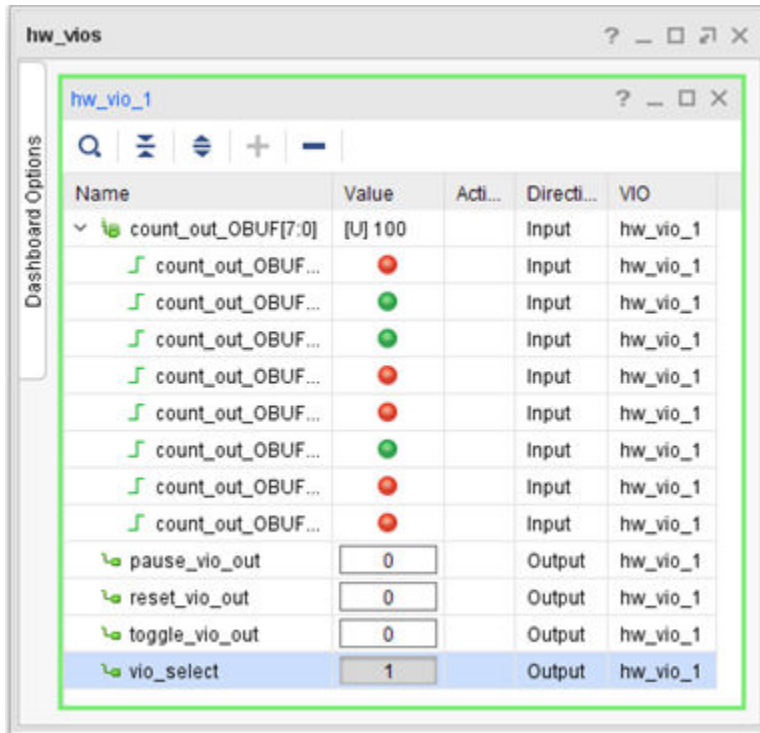 hw_vios
Dashboard Options
hw_vio_1
Name Value Acti... Directi... VIO
count_out_OBUF[7:0] [U] 100 Input hw_vio_1
count_out_OBUF... Input hw_vio_1
count_out_OBUF... Input hw_vio_1
count_out_OBUF... Input hw_vio_1
count_out_OBUF... Input hw_vio_1
count_out_OBUF... Input hw_vio_1
count_out_OBUF... Input hw_vio_1
count_out_OBUF... Input hw_vio_1
count_out_OBUF... Input hw_vio_1
pause_vio_out 0 Output hw_vio_1
reset_vio_out 0 Output hw_vio_1
toggle_vio_out 0 Output hw_vio_1
vio_select 1 Output hw_vio_1